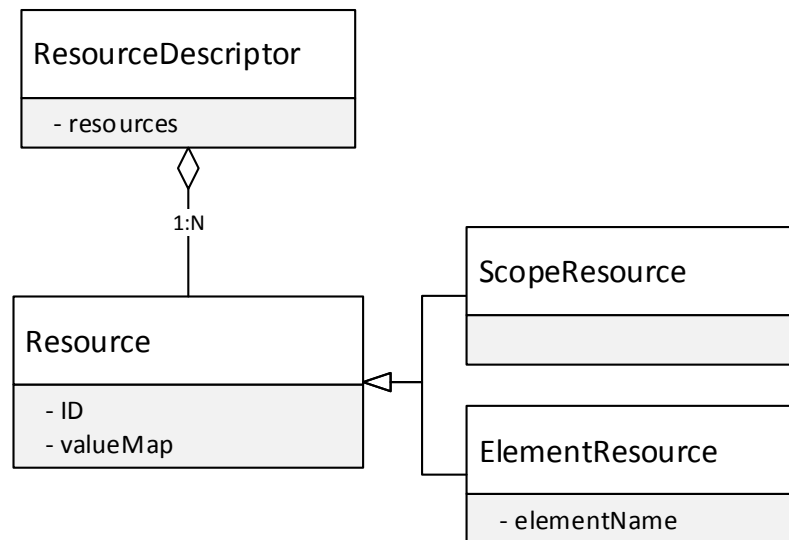 ResourceDescriptor
- resources
1:N
Resource
- ID
- valueMap
ScopeResource
ElementResource
- elementName